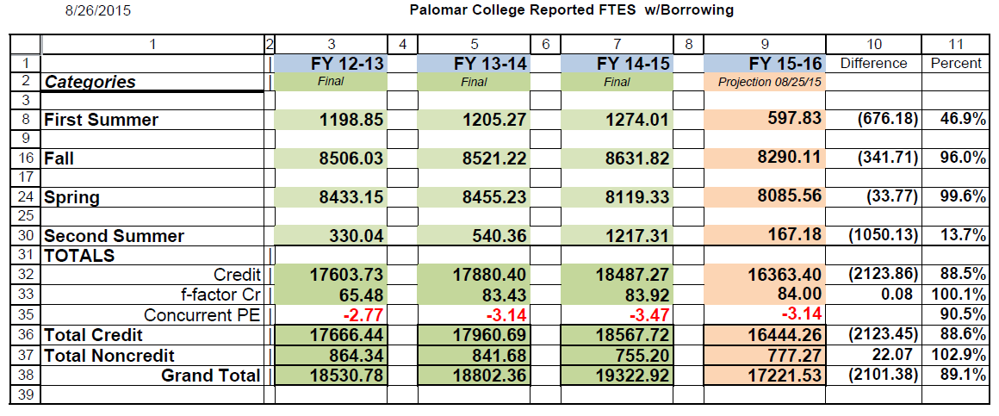 8/26/2015 Palomar College Reported FTES w/Borrowing
1 2 3 4 5 6 7 8 9 10 11
1 | FY 12-13 FY 13-14 FY 14-15 FY 15-16 Difference Percent
2 Categories | Final Final Final Projection 08/25/15
3
8 First Summer 1198.85 1205.27 1274.01 597.83 (676.18) 46.9%
9
16 Fall 8506.03 8521.22 8631.82 8290.11 (341.71) 96.0%
17
24 Spring 8433.15 8455.23 8119.33 8085.56 (33.77) 99.6%
25
30 Second Summer 330.04 540.36 1217.31 167.18 (1050.13) 13.7%
31 TOTALS |
32 Credit | 17603.73 17880.40 18487.27 16363.40 (2123.86) 88.5%
33 f-factor Cr | 65.48 83.43 83.92 84.00 0.08 100.1%
35 Concurrent PE | -2.77 -3.14 -3.47 -3.14 90.5%
36 Total Credit | 17666.44 17960.69 18567.72 16444.26 (2123.45) 88.6%
37 Total Noncredit | 864.34 841.68 755.20 777.27 22.07 102.9%
38 Grand Total | 18530.78 18802.36 19322.92 17221.53 (2101.38) 89.1%
39